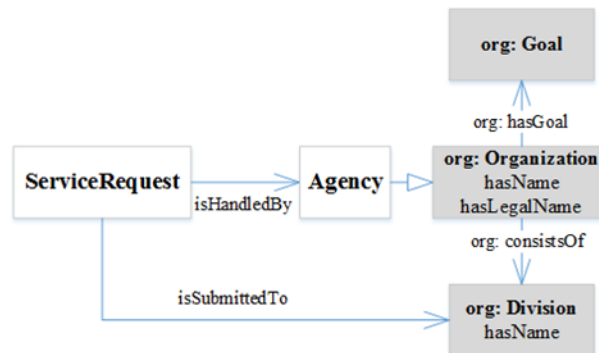 org: Goal
org: hasGoal
ServiceRequest
isHandledBy
Agency
org: Organization
hasName
hasLegalName
org: consistsOf
isSubmittedTo
org: Division
hasName